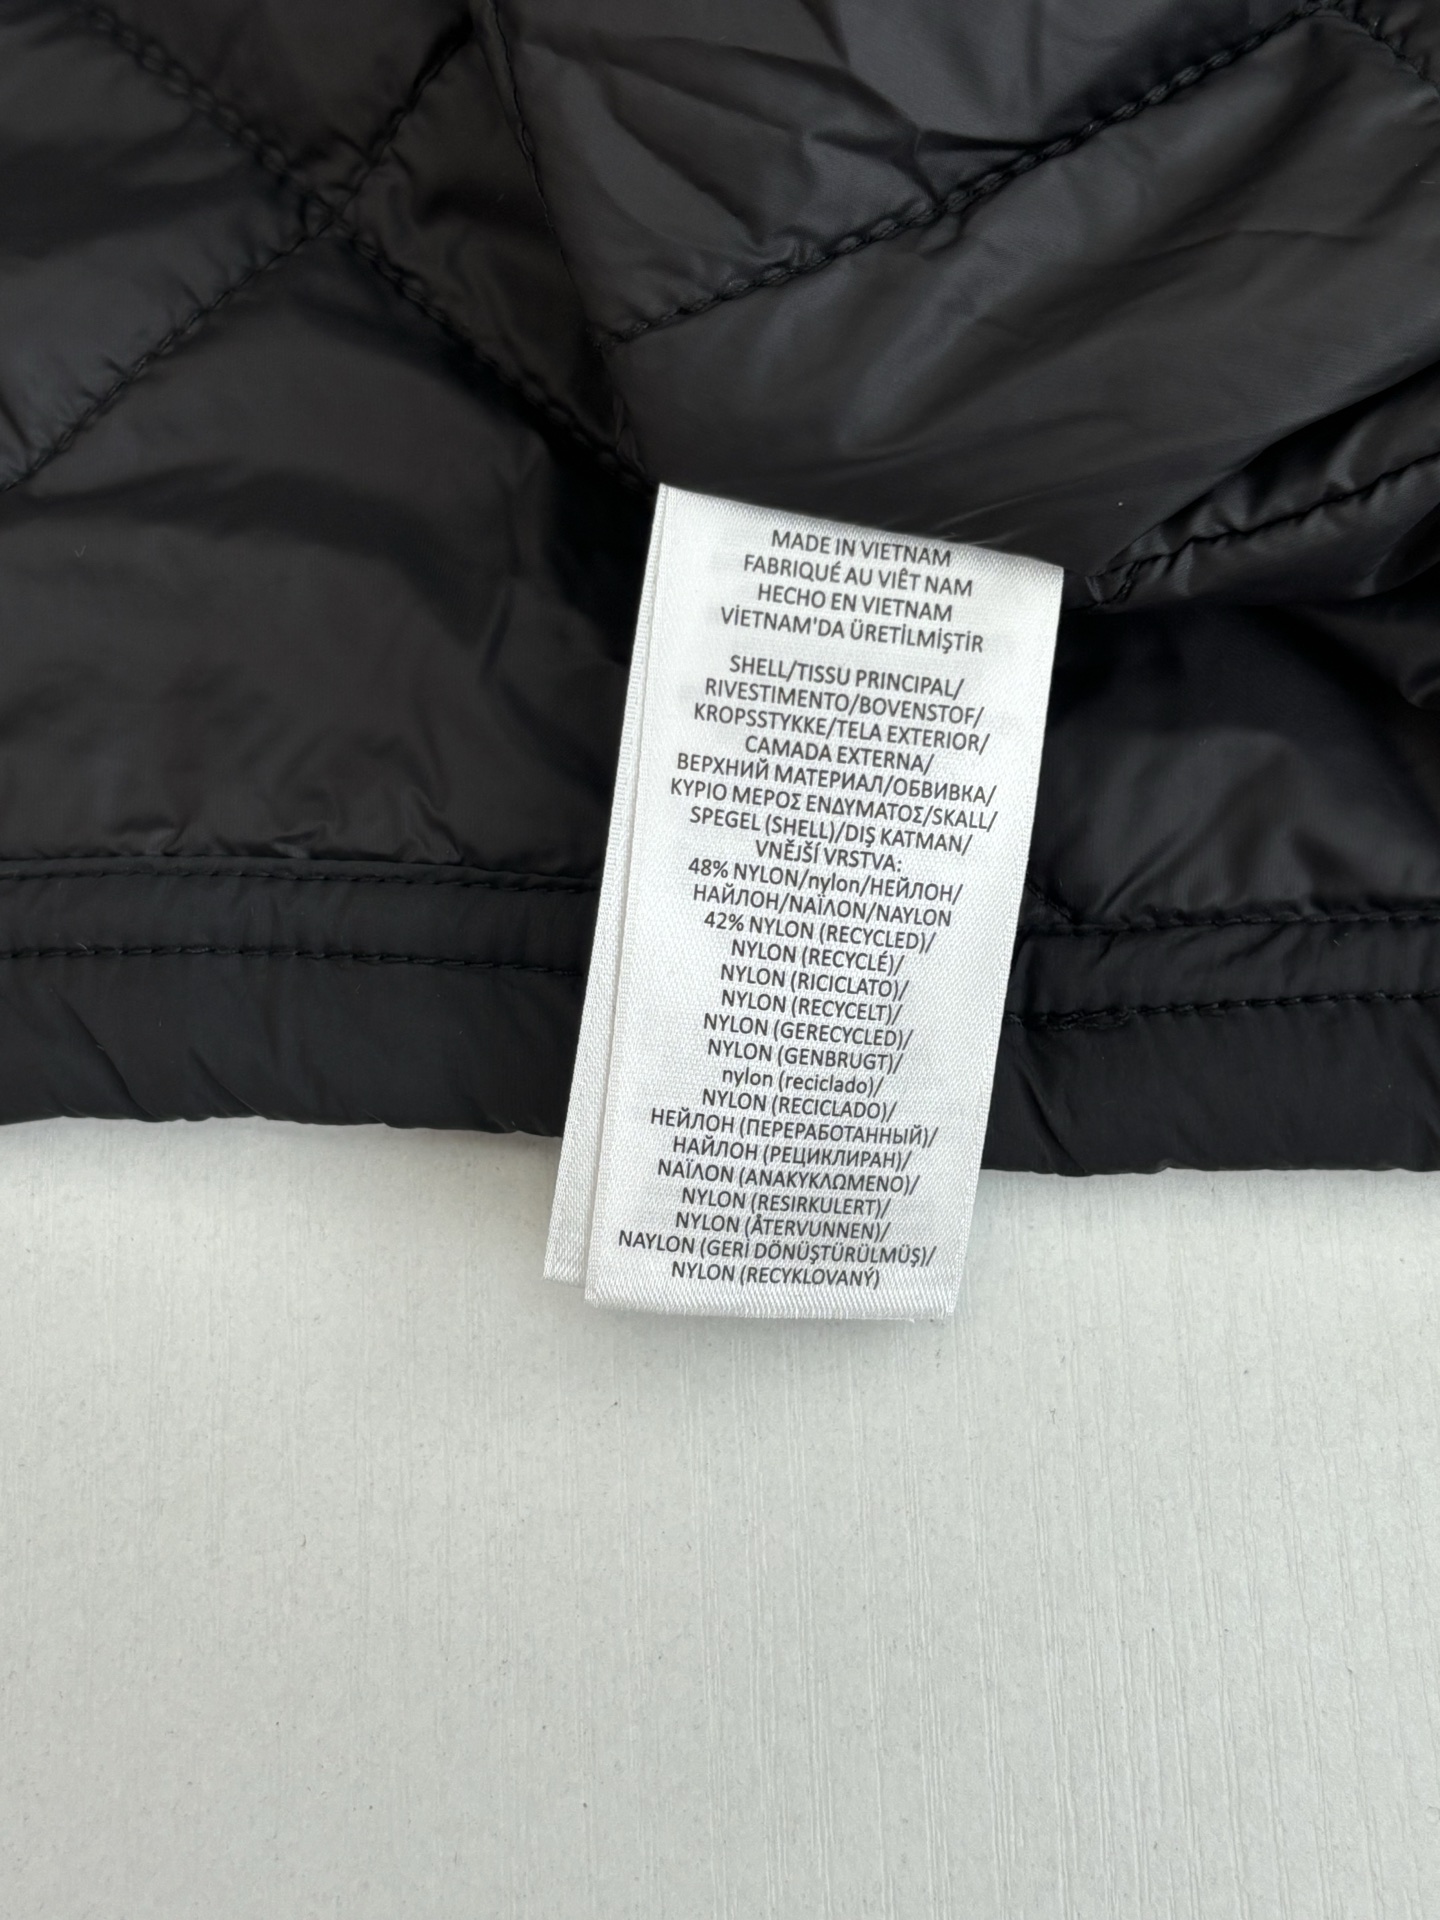 MADE IN VIETNAM
FABRIQUÉ AU VIÊT NAM
HECHO EN VIETNAM
VİETNAM'DA ÜRETİLMİŞTİR
SHELL/TISSU PRINCIPAL/
RIVESTIMENTO/BOVENSTOF/
KROPSSTYKKE/TELA EXTERIOR/
CAMADA EXTERNA/
ВЕРХНИЙ МАТЕРИАЛ/ОБВИВКА/
ΚΥΡΙΟ ΜΕΡΟΣ ΕΝΔΥΜΑΤΟΣ/SKALL/
SPEGEL (SHELL)/DIŞ KATMAN/
VNĚJŠÍ VRSTVA:
48% NYLON/nylon/НЕЙЛОН/
НАЙЛОН/ΝΑΪΛΟΝ/NAYLON
42% NYLON (RECYCLED)/
NYLON (RECYCLÉ)/
NYLON (RICICLATO)/
NYLON (RECYCELT)/
NYLON (GERECYCLED)/
NYLON (GENBRUGT)/
nylon (reciclado)/
NYLON (RECICLADO)/
НЕЙЛОН (ПЕРЕРАБОТАННЫЙ)/
НАЙЛОН (РЕЦИКЛИРАН)/
ΝΑΪΛΟΝ (ΑΝΑΚΥΚΛΩΜΕΝΟ)/
NYLON (RESIRKULERT)/
NYLON (ÅTERVUNNEN)/
NAYLON (GERİ DÖNÜŞTÜRÜLMÜŞ)/
NYLON (RECYKLOVANÝ)